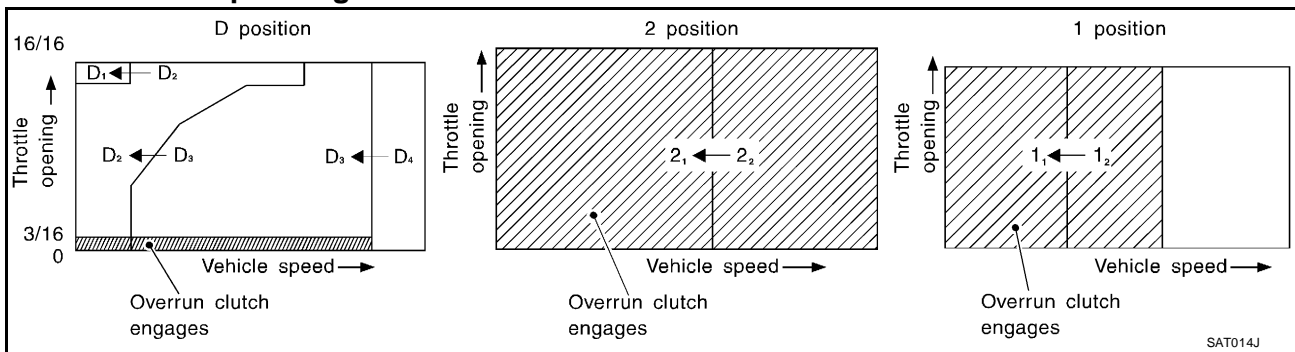 D position
16/16
D₁ ← D₂
D₂ ← D₃
D₃ ← D₄
Throttle
opening →
3/16
0
Vehicle speed →
Overrun clutch
engages
2 position
Throttle
opening →
2₁ ← 2₂
Vehicle speed →
Overrun clutch
engages
1 position
Throttle
opening →
1₁ ← 1₂
Vehicle speed →
Overrun clutch
engages
SAT014J